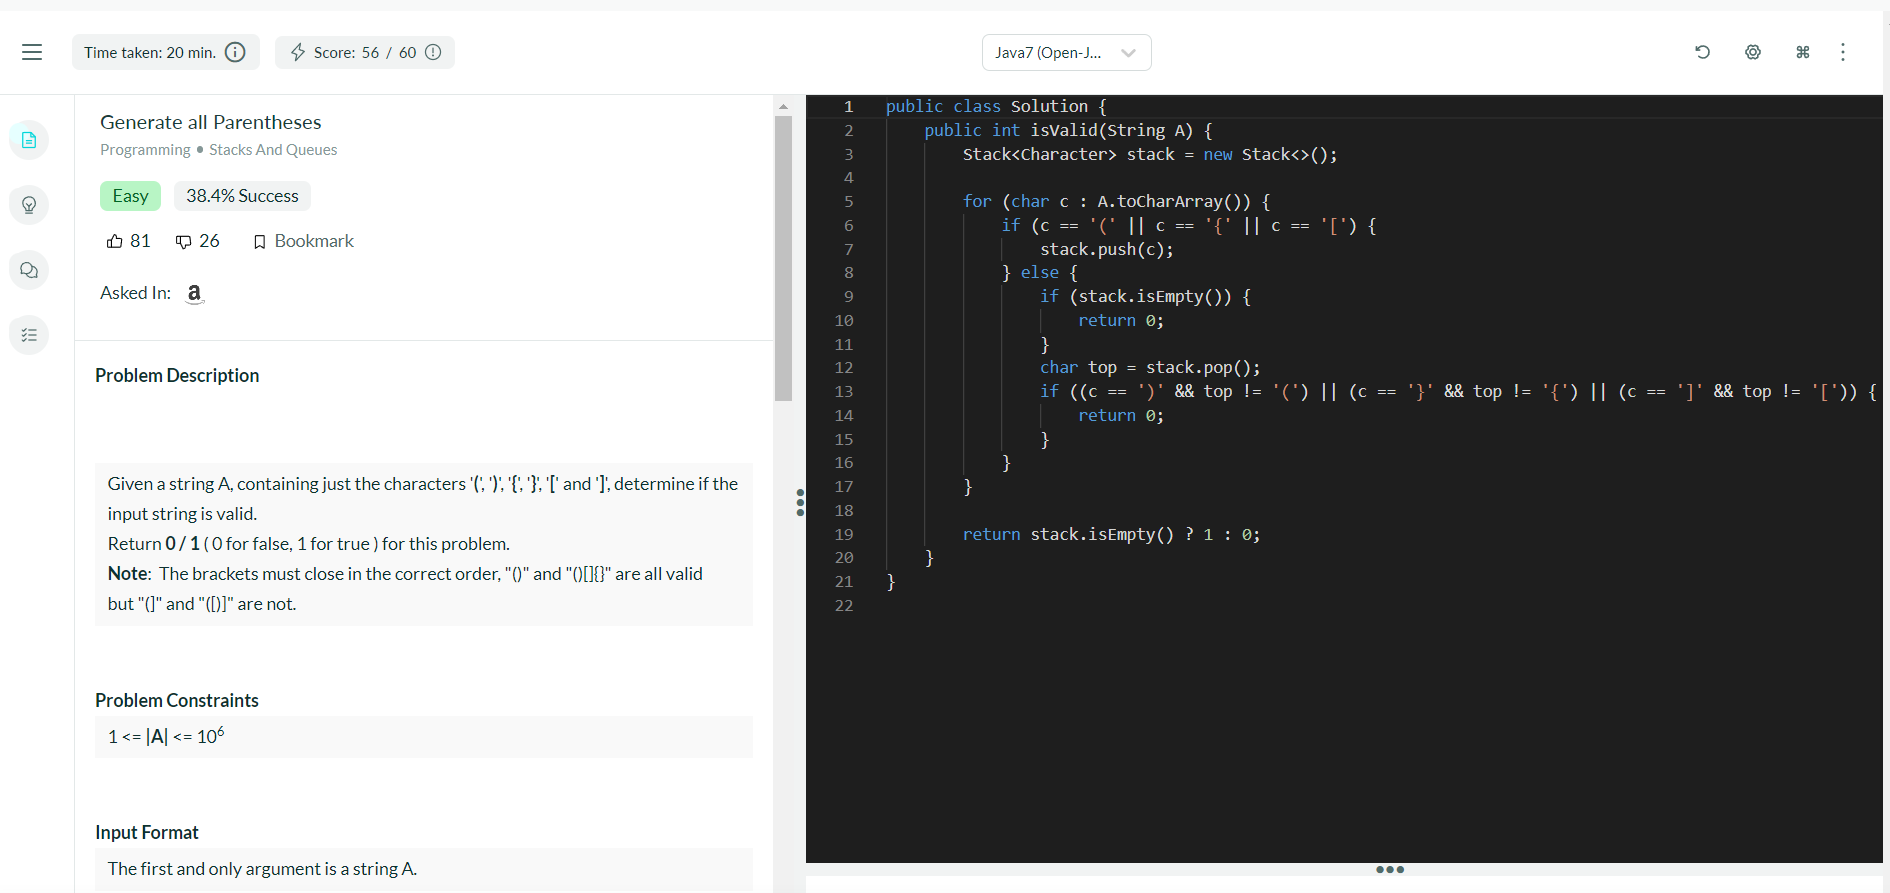 Time taken: 20 min.
Score: 56 / 60
Java7 (Open-J...
Generate all Parentheses
Programming • Stacks And Queues
Easy
38.4% Success
81
26
Bookmark
Asked In:
Problem Description
Given a string A, containing just the characters '(', ')', '{', '}', '[' and ']', determine if the
input string is valid.
Return 0 / 1 ( 0 for false, 1 for true ) for this problem.
Note: The brackets must close in the correct order, "()" and "()[]{}" are all valid
but "(]" and "([)]" are not.
Problem Constraints
1 <= |A| <= 10⁶
Input Format
The first and only argument is a string A.
1 public class Solution {
2     public int isValid(String A) {
3         Stack<Character> stack = new Stack<>();
4
5         for (char c : A.toCharArray()) {
6             if (c == '(' || c == '{' || c == '[') {
7                 stack.push(c);
8             } else {
9                 if (stack.isEmpty()) {
10                     return 0;
11                 }
12                 char top = stack.pop();
13                 if ((c == ')' && top != '(') || (c == '}' && top != '{') || (c == ']' && top != '[')) {
14                     return 0;
15                 }
16             }
17         }
18
19         return stack.isEmpty() ? 1 : 0;
20     }
21 }
22